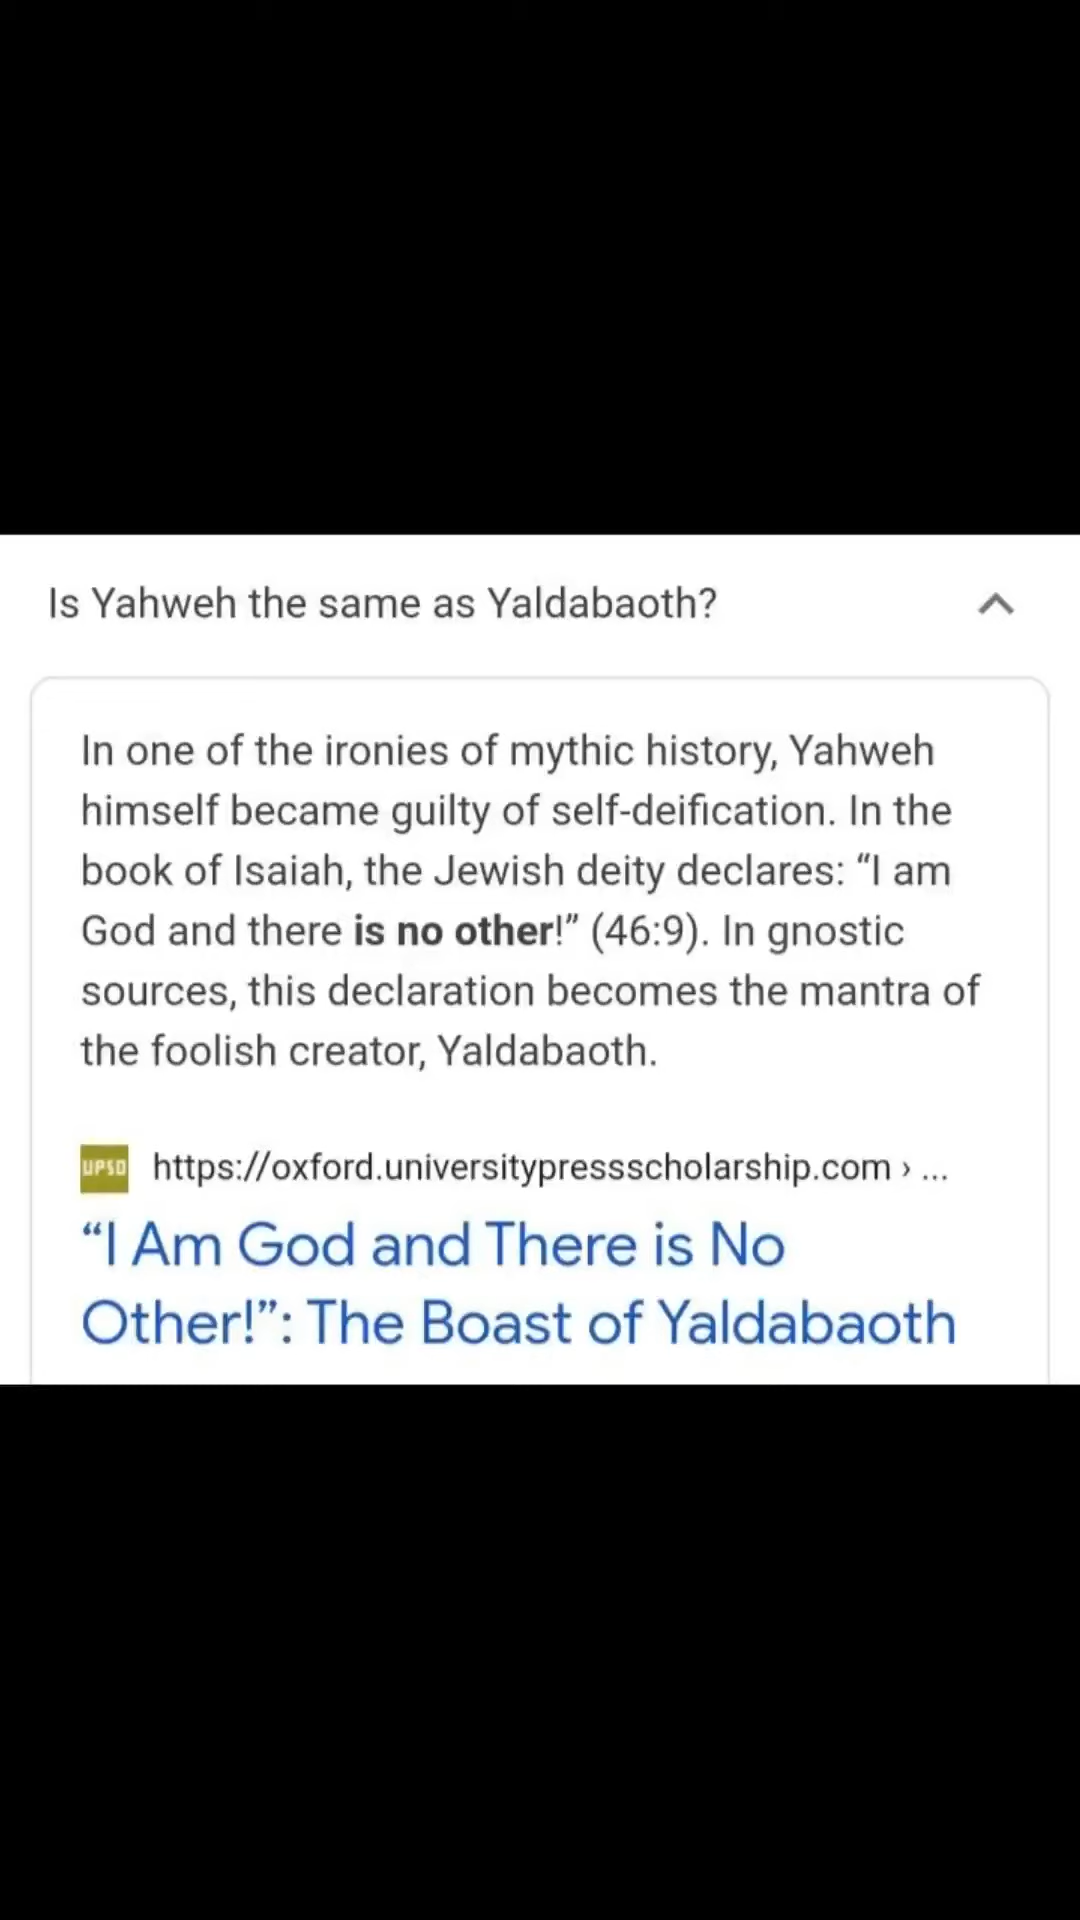 Is Yahweh the same as Yaldabaoth?
In one of the ironies of mythic history, Yahweh
himself became guilty of self-deification. In the
book of Isaiah, the Jewish deity declares: “I am
God and there is no other!” (46:9). In gnostic
sources, this declaration becomes the mantra of
the foolish creator, Yaldabaoth.
UPSO https://oxford.universitypressscholarship.com › ...
“I Am God and There is No
Other!”: The Boast of Yaldabaoth